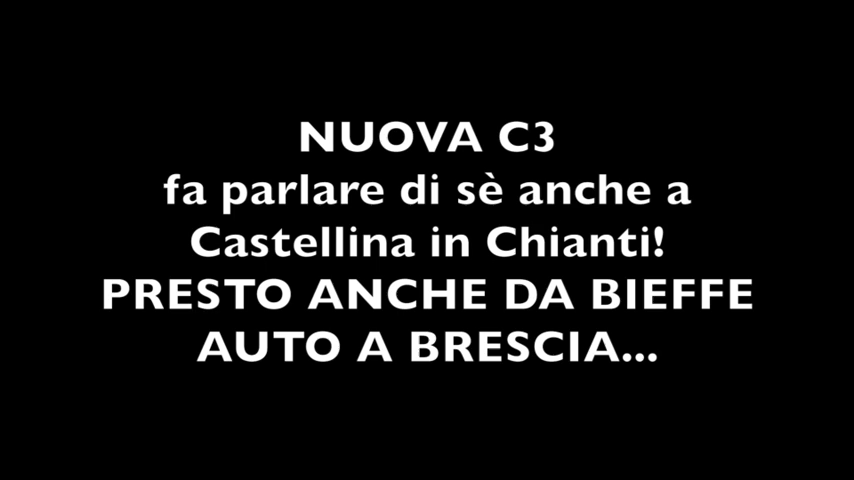 NUOVA C3
fa parlare di sè anche a
Castellina in Chianti!
PRESTO ANCHE DA BIEFFE
AUTO A BRESCIA...